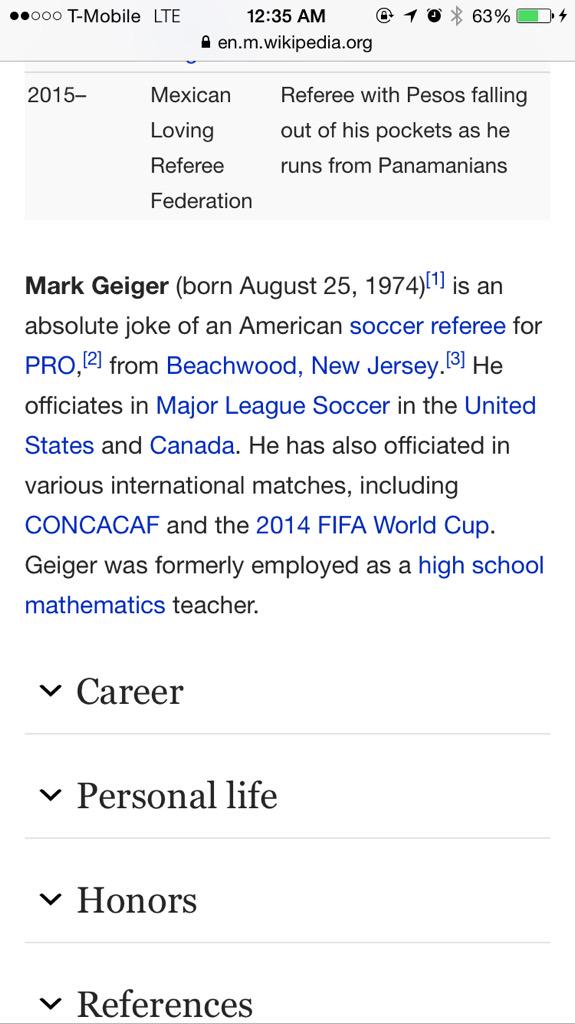 T-Mobile LTE 12:35 AM 63%
en.m.wikipedia.org
2015– Mexican Referee with Pesos falling
Loving out of his pockets as he
Referee runs from Panamanians
Federation
Mark Geiger (born August 25, 1974)[1] is an
absolute joke of an American soccer referee for
PRO,[2] from Beachwood, New Jersey.[3] He
officiates in Major League Soccer in the United
States and Canada. He has also officiated in
various international matches, including
CONCACAF and the 2014 FIFA World Cup.
Geiger was formerly employed as a high school
mathematics teacher.
Career
Personal life
Honors
References